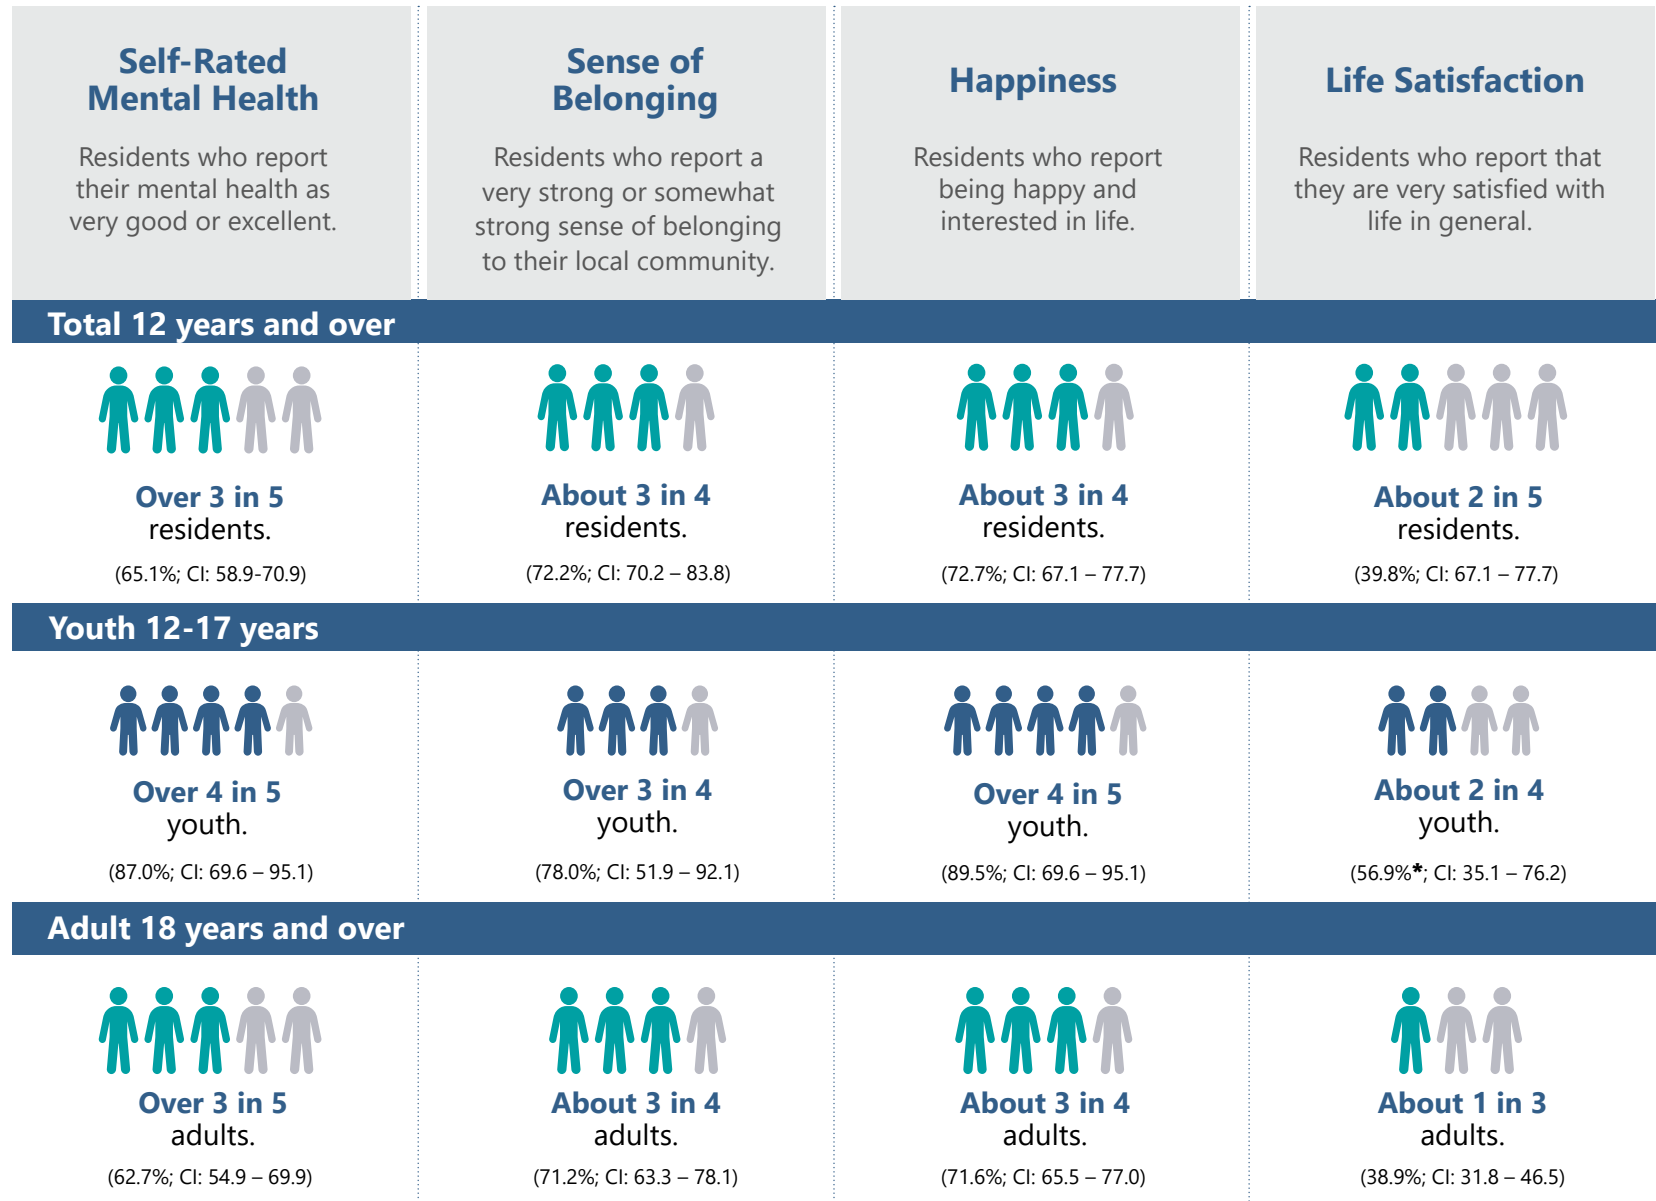 Self-Rated
Mental Health
Residents who report
their mental health as
very good or excellent.
Sense of
Belonging
Residents who report a
very strong or somewhat
strong sense of belonging
to their local community.
Happiness
Residents who report
being happy and
interested in life.
Life Satisfaction
Residents who report that
they are very satisfied with
life in general.
Total 12 years and over
Over 3 in 5
residents.
(65.1%; CI: 58.9-70.9)
About 3 in 4
residents.
(72.2%; CI: 70.2 – 83.8)
About 3 in 4
residents.
(72.7%; CI: 67.1 – 77.7)
About 2 in 5
residents.
(39.8%; CI: 67.1 – 77.7)
Youth 12-17 years
Over 4 in 5
youth.
(87.0%; CI: 69.6 – 95.1)
Over 3 in 4
youth.
(78.0%; CI: 51.9 – 92.1)
Over 4 in 5
youth.
(89.5%; CI: 69.6 – 95.1)
About 2 in 4
youth.
(56.9%*; CI: 35.1 – 76.2)
Adult 18 years and over
Over 3 in 5
adults.
(62.7%; CI: 54.9 – 69.9)
About 3 in 4
adults.
(71.2%; CI: 63.3 – 78.1)
About 3 in 4
adults.
(71.6%; CI: 65.5 – 77.0)
About 1 in 3
adults.
(38.9%; CI: 31.8 – 46.5)